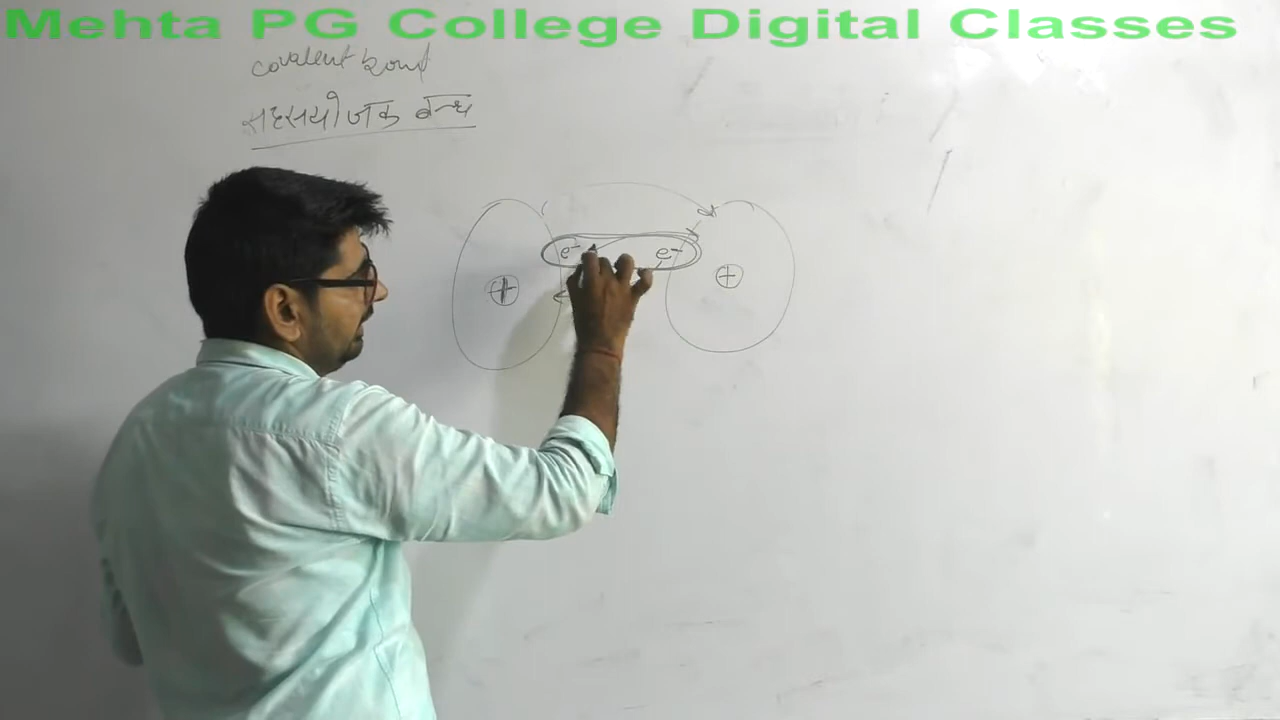 Mehta PG College Digital Classes
covalent bond
सहसंयोजक बन्ध
e⁻ e⁻
+ +